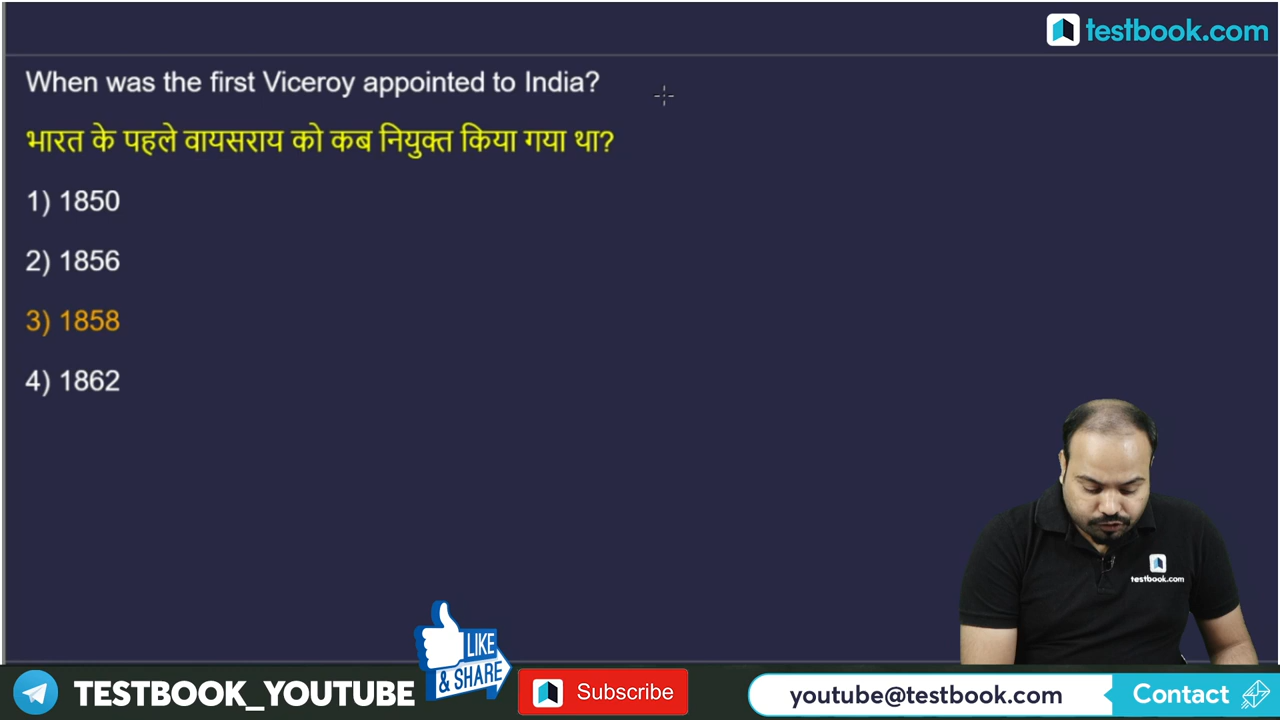 testbook.com
When was the first Viceroy appointed to India?
भारत के पहले वायसराय को कब नियुक्त किया गया था?
1) 1850
2) 1856
3) 1858
4) 1862
testbook.com
LIKE
& SHARE
TESTBOOK_YOUTUBE
Subscribe
youtube@testbook.com
Contact